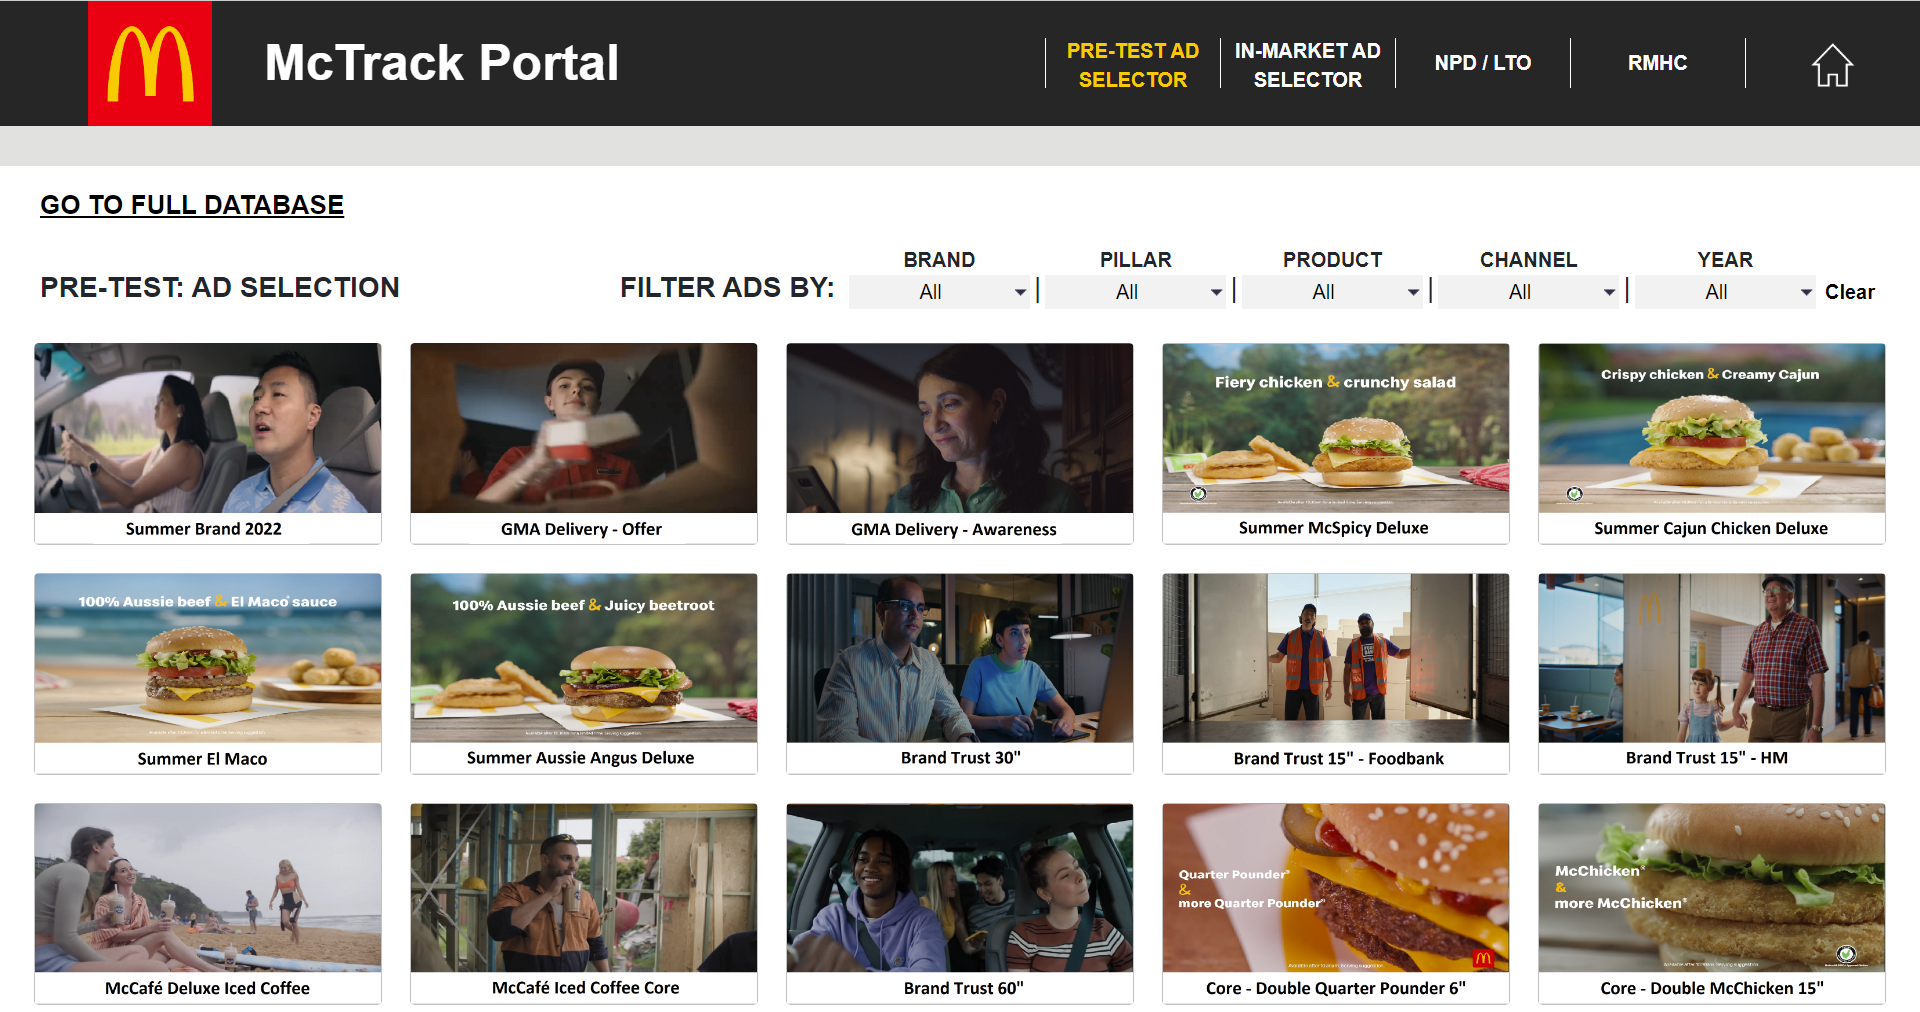 McTrack Portal
PRE-TEST AD
SELECTOR
IN-MARKET AD
SELECTOR
NPD / LTO
RMHC
GO TO FULL DATABASE
PRE-TEST: AD SELECTION
FILTER ADS BY:
BRAND
All
PILLAR
All
PRODUCT
All
CHANNEL
All
YEAR
All
Clear
Summer Brand 2022
GMA Delivery - Offer
GMA Delivery - Awareness
Fiery chicken & crunchy salad
Summer McSpicy Deluxe
Crispy chicken & Creamy Cajun
Summer Cajun Chicken Deluxe
100% Aussie beef & El Maco® sauce
Summer El Maco
100% Aussie beef & Juicy beetroot
Summer Aussie Angus Deluxe
Brand Trust 30"
Brand Trust 15" - Foodbank
Brand Trust 15" - HM
McCafé Deluxe Iced Coffee
McCafé Iced Coffee Core
Brand Trust 60"
Quarter Pounder®
&
more Quarter Pounder®
Core - Double Quarter Pounder 6"
McChicken®
&
more McChicken®
Core - Double McChicken 15"